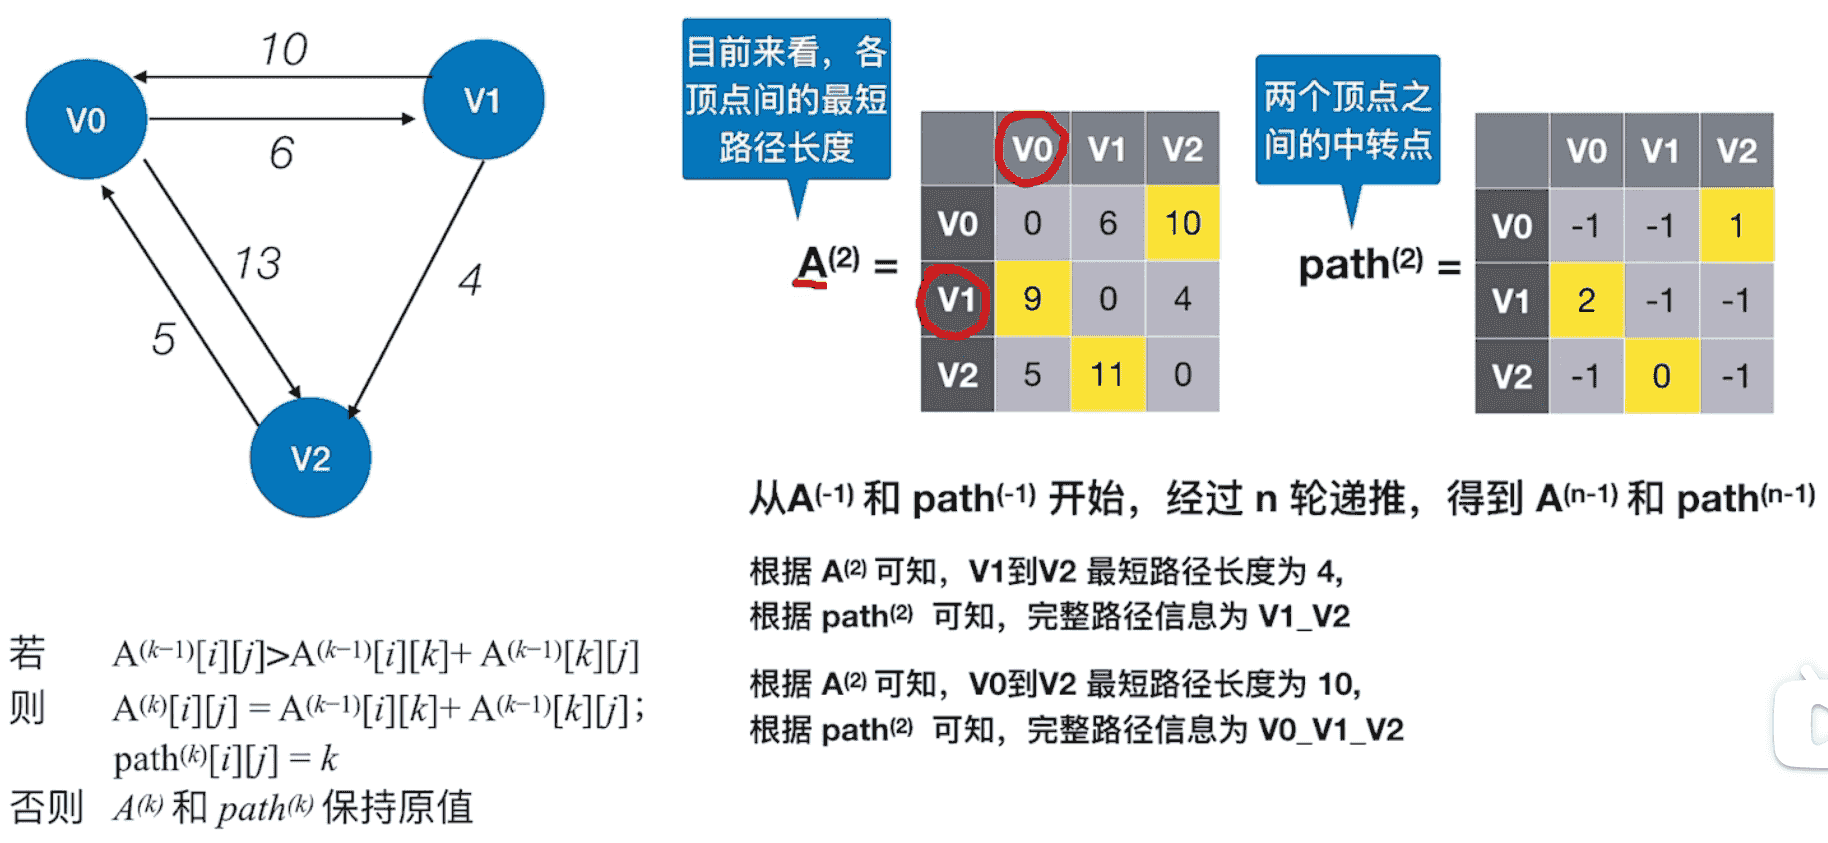 10
V0
V1
6
13
4
5
V2
目前来看，各
顶点间的最短
路径长度
A(2) =
V0 V1 V2
V0 0 6 10
V1 9 0 4
V2 5 11 0
两个顶点之
间的中转点
path(2) =
V0 V1 V2
V0 -1 -1 1
V1 2 -1 -1
V2 -1 0 -1
从A(-1) 和 path(-1) 开始，经过 n 轮递推，得到 A(n-1) 和 path(n-1)
根据 A(2) 可知，V1到V2 最短路径长度为 4,
根据 path(2) 可知，完整路径信息为 V1_V2
根据 A(2) 可知，V0到V2 最短路径长度为 10,
根据 path(2) 可知，完整路径信息为 V0_V1_V2
若 A(k−1)[i][j]>A(k−1)[i][k]+ A(k−1)[k][j]
则 A(k)[i][j] = A(k−1)[i][k]+ A(k−1)[k][j]；
path(k)[i][j] = k
否则 A(k) 和 path(k) 保持原值